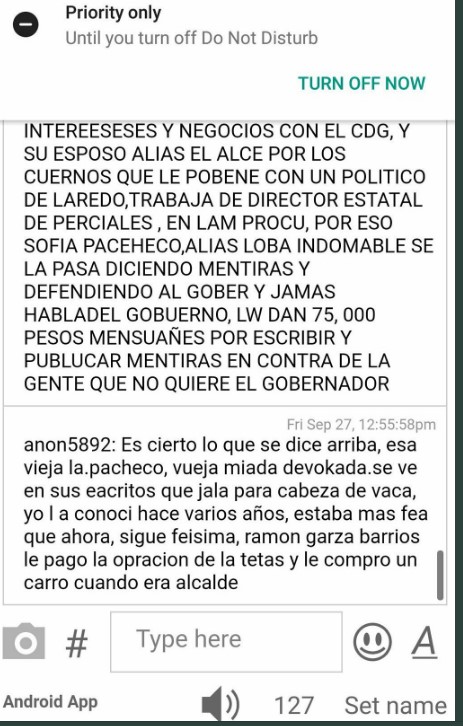 Priority only
Until you turn off Do Not Disturb
TURN OFF NOW
INTEREESESES Y NEGOCIOS CON EL CDG, Y
SU ESPOSO ALIAS EL ALCE POR LOS
CUERNOS QUE LE POBENE CON UN POLITICO
DE LAREDO,TRABAJA DE DIRECTOR ESTATAL
DE PERCIALES , EN LAM PROCU, POR ESO
SOFIA PACEHECO,ALIAS LOBA INDOMABLE SE
LA PASA DICIENDO MENTIRAS Y
DEFENDIENDO AL GOBER Y JAMAS
HABLADEL GOBUERNO, LW DAN 75, 000
PESOS MENSUAÑES POR ESCRIBIR Y
PUBLUCAR MENTIRAS EN CONTRA DE LA
GENTE QUE NO QUIERE EL GOBERNADOR
Fri Sep 27, 12:55:58pm
anon5892: Es cierto lo que se dice arriba, esa
vieja la.pacheco, vueja miada devokada.se ve
en sus eacritos que jala para cabeza de vaca,
yo l a conoci hace varios años, estaba mas fea
que ahora, sigue feisima, ramon garza barrios
le pago la opracion de la tetas y le compro un
carro cuando era alcalde
# Type here A
Android App 127 Set name